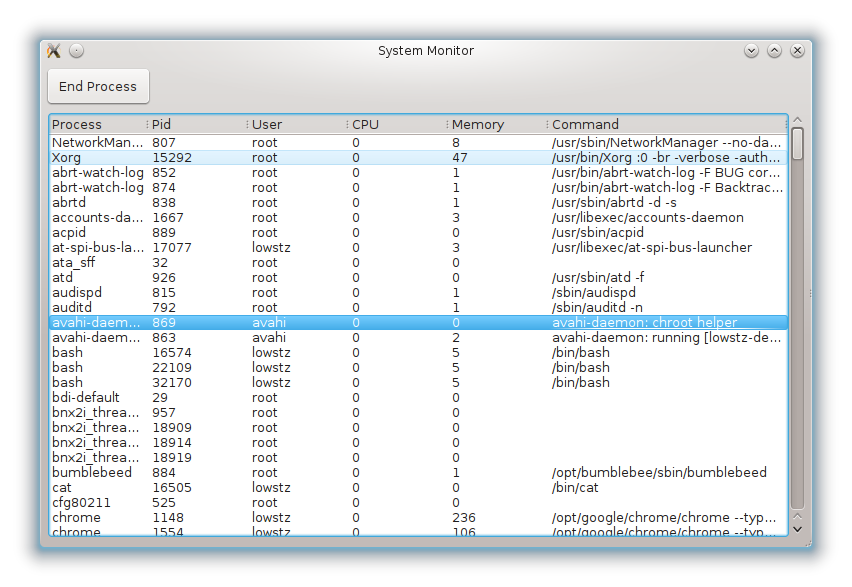 System Monitor
End Process
Process Pid User CPU Memory Command
NetworkMan... 807 root 0 8 /usr/sbin/NetworkManager --no-da...
Xorg 15292 root 0 47 /usr/bin/Xorg :0 -br -verbose -auth...
abrt-watch-log 852 root 0 1 /usr/bin/abrt-watch-log -F BUG cor...
abrt-watch-log 874 root 0 1 /usr/bin/abrt-watch-log -F Backtrac...
abrtd 838 root 0 1 /usr/sbin/abrtd -d -s
accounts-da... 1667 root 0 3 /usr/libexec/accounts-daemon
acpid 889 root 0 0 /usr/sbin/acpid
at-spi-bus-la... 17077 lowstz 0 3 /usr/libexec/at-spi-bus-launcher
ata_sff 32 root 0 0
atd 926 root 0 0 /usr/sbin/atd -f
audispd 815 root 0 1 /sbin/audispd
auditd 792 root 0 1 /sbin/auditd -n
avahi-daem... 869 avahi 0 0 avahi-daemon: chroot helper
avahi-daem... 863 avahi 0 2 avahi-daemon: running [lowstz-de...
bash 16574 lowstz 0 5 /bin/bash
bash 22109 lowstz 0 5 /bin/bash
bash 32170 lowstz 0 5 /bin/bash
bdi-default 29 root 0 0
bnx2i_threa... 957 root 0 0
bnx2i_threa... 18909 root 0 0
bnx2i_threa... 18914 root 0 0
bnx2i_threa... 18919 root 0 0
bumblebeed 884 root 0 1 /opt/bumblebee/sbin/bumblebeed
cat 16505 lowstz 0 0 /bin/cat
cfg80211 525 root 0 0
chrome 1148 lowstz 0 236 /opt/google/chrome/chrome --typ...
chrome 1554 lowstz 0 106 /opt/google/chrome/chrome --typ...